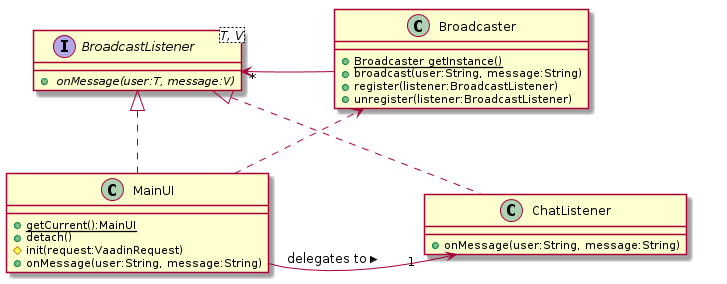 I BroadcastListener T, V
onMessage(user:T, message:V)
C Broadcaster
Broadcaster getInstance()
broadcast(user:String, message:String)
register(listener:BroadcastListener)
unregister(listener:BroadcastListener)
*
C MainUI
getCurrent():MainUI
detach()
init(request:VaadinRequest)
onMessage(user:String, message:String)
C ChatListener
onMessage(user:String, message:String)
delegates to
1